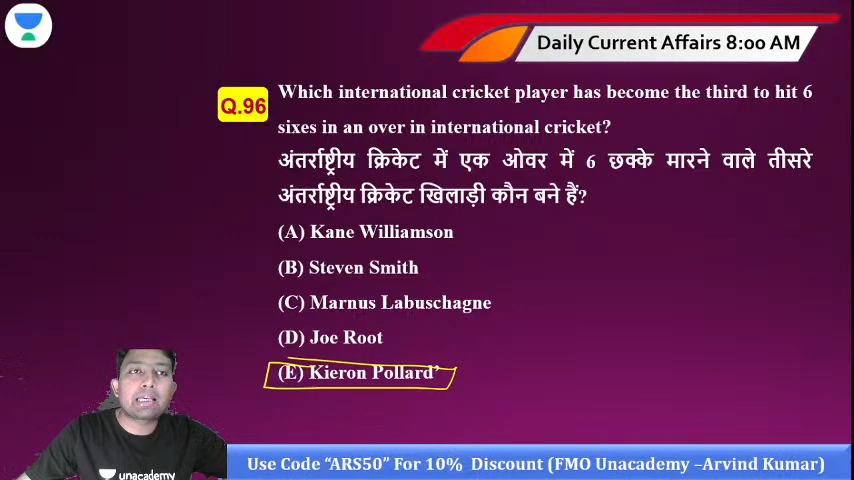 Daily Current Affairs 8:00 AM
Q.96
Which international cricket player has become the third to hit 6
sixes in an over in international cricket?
अंतर्राष्ट्रीय क्रिकेट में एक ओवर में 6 छक्के मारने वाले तीसरे
अंतर्राष्ट्रीय क्रिकेट खिलाड़ी कौन बने हैं?
(A) Kane Williamson
(B) Steven Smith
(C) Marnus Labuschagne
(D) Joe Root
(E) Kieron Pollard’
unacademy
Use Code “ARS50” For 10% Discount (FMO Unacademy –Arvind Kumar)